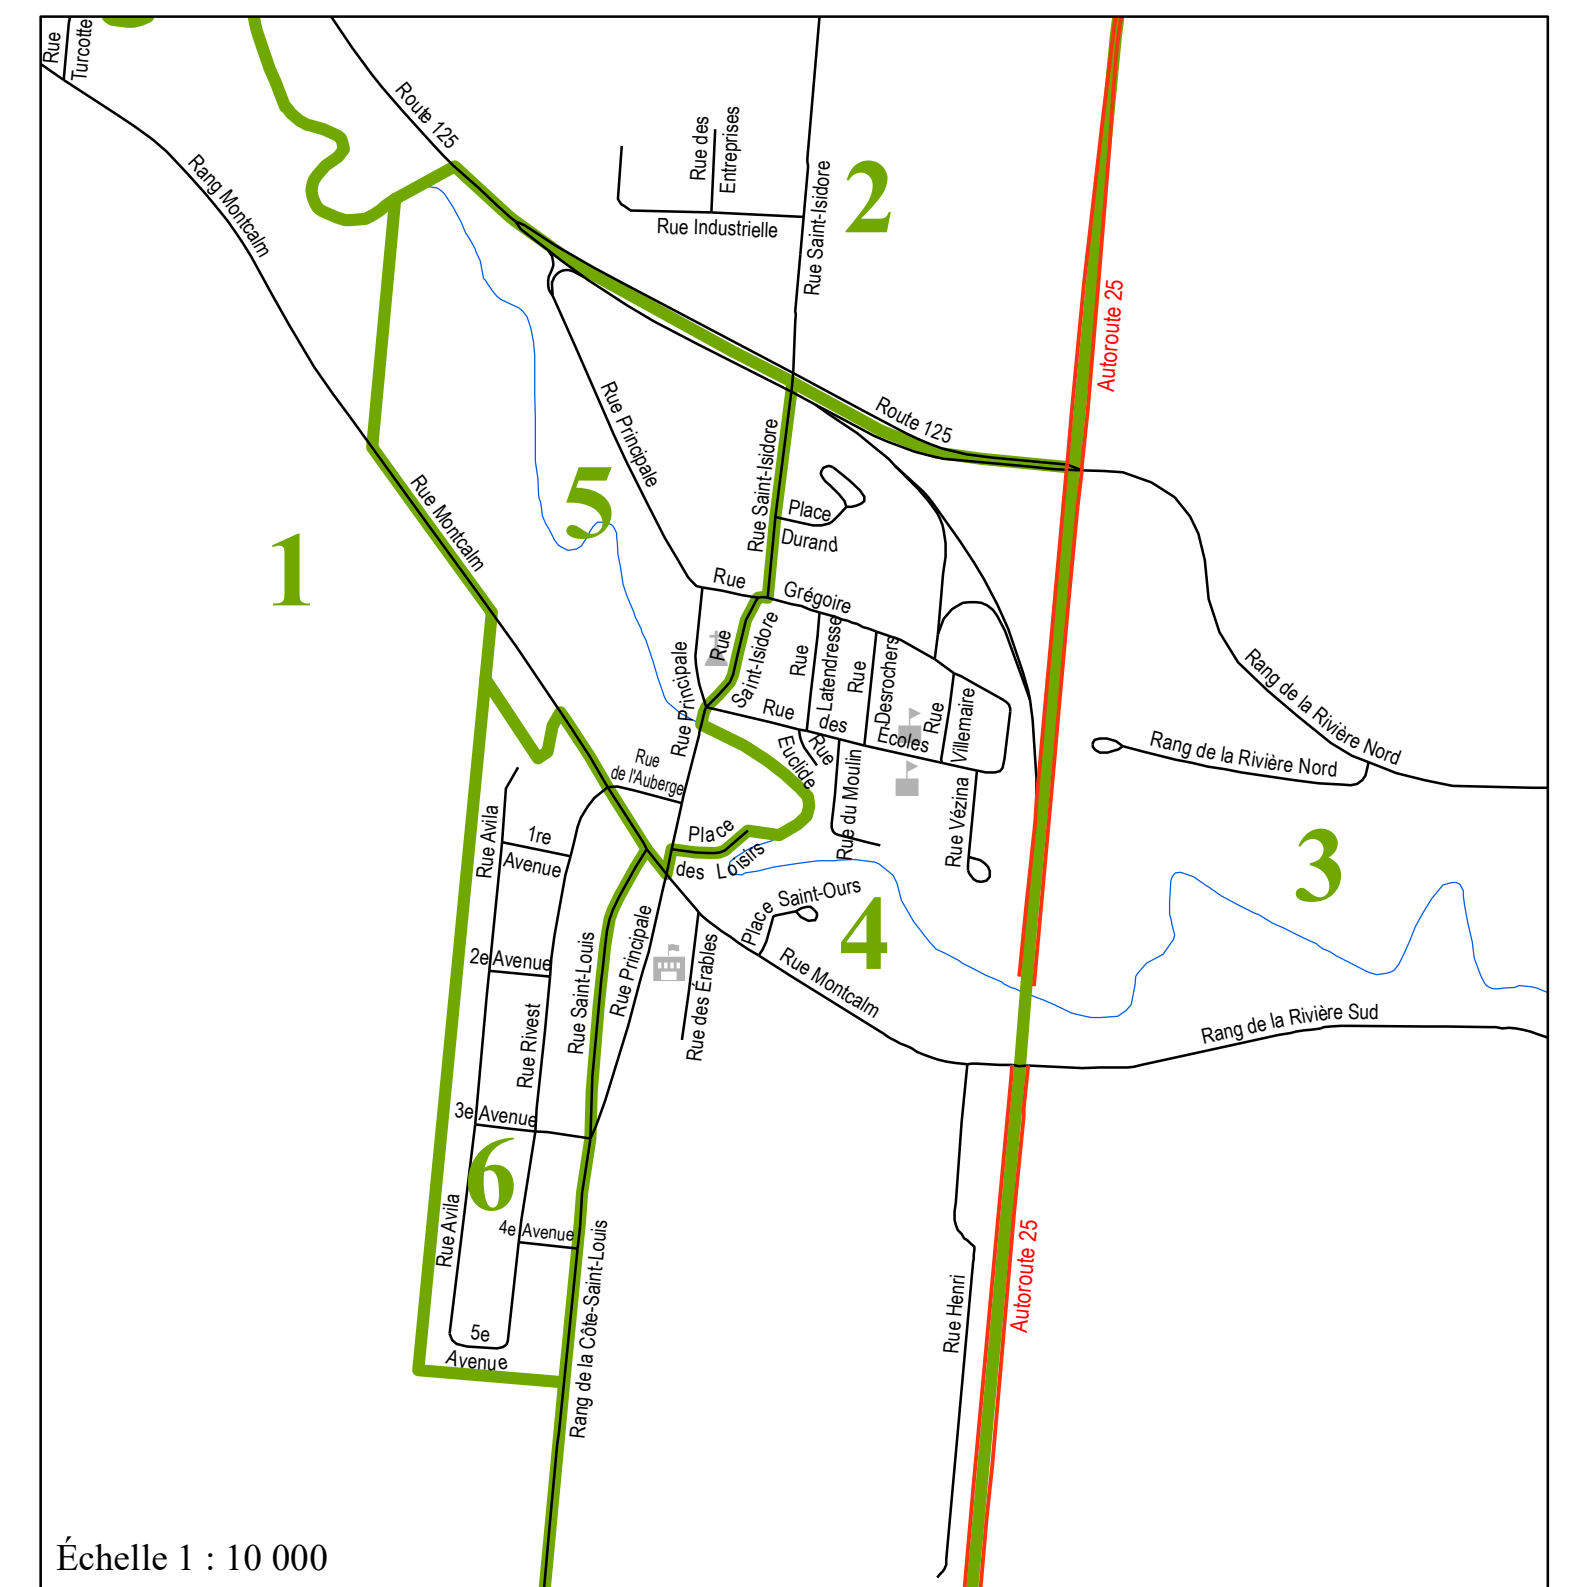 Rue
Turcotte
Route 125
Rang Montcalm
Rue des
Entreprises
Rue Industrielle
Rue Saint-Isidore
2
Autoroute 25
Rue Principale
Route 125
Rue Saint-Isidore
Place
Durand
5
Rue Montcalm
1
Rue
Grégoire
Rue
Saint-Isidore
Rue
Latendresse
Rue
Desrochers
Rue
Villemaire
Rue Principale
Rue
des
Écoles
Rue
Euclide
Rang de la Rivière Nord
Rang de la Rivière Nord
Rue
de l'Auberge
Rue du Moulin
Rue Vézina
Rue Avila
1re
Avenue
Place
des Loisirs
3
Place Saint-Ours
4
2e Avenue
Rue Saint-Louis
Rue Principale
Rue des Érables
Rue Montcalm
Rang de la Rivière Sud
Rue Rivest
3e Avenue
6
Rue Avila
4e Avenue
Rang de la Côte-Saint-Louis
Rue Henri
Autoroute 25
5e
Avenue
Échelle 1 : 10 000